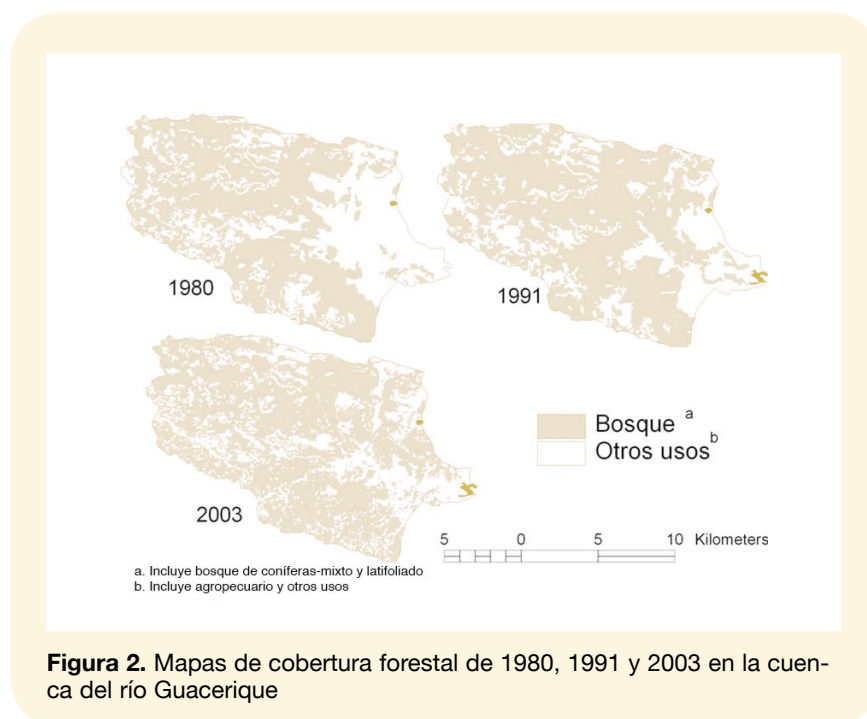 1980
1991
2003
Bosque a
Otros usos b
5 0 5 10 Kilometers
a. Incluye bosque de coníferas-mixto y latifoliado
b. Incluye agropecuario y otros usos
Figura 2. Mapas de cobertura forestal de 1980, 1991 y 2003 en la cuen-
ca del río Guacerique